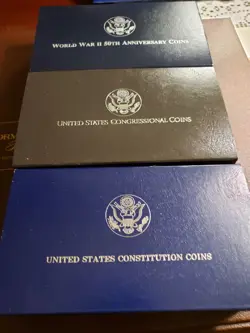 World War II 50th Anniversary Coins
United States Congressional Coins
United States Constitution Coins